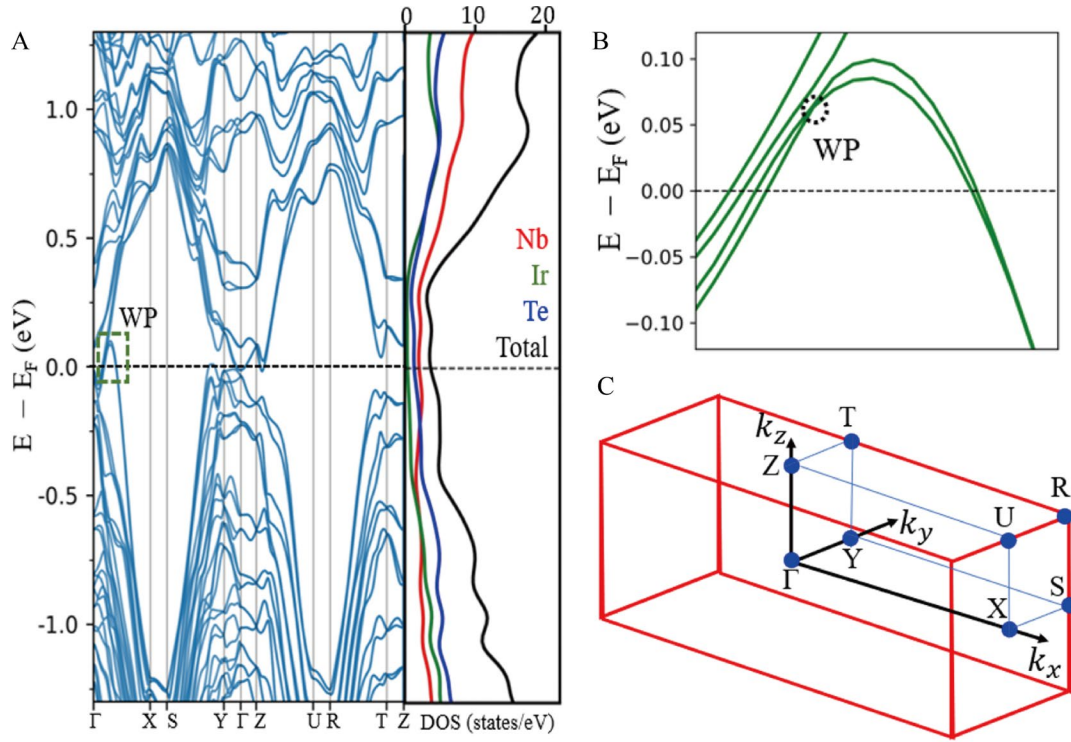 A
0 10 20
E − E_F (eV)
1.0
0.5
0.0
-0.5
-1.0
WP
Nb
Ir
Te
Total
Γ X S Y Γ Z U R T Z
DOS (states/eV)
B
E − E_F (eV)
0.10
0.05
0.00
−0.05
−0.10
WP
C
k_z
T
Z
R
U
k_y
Y
Γ
S
X
k_x